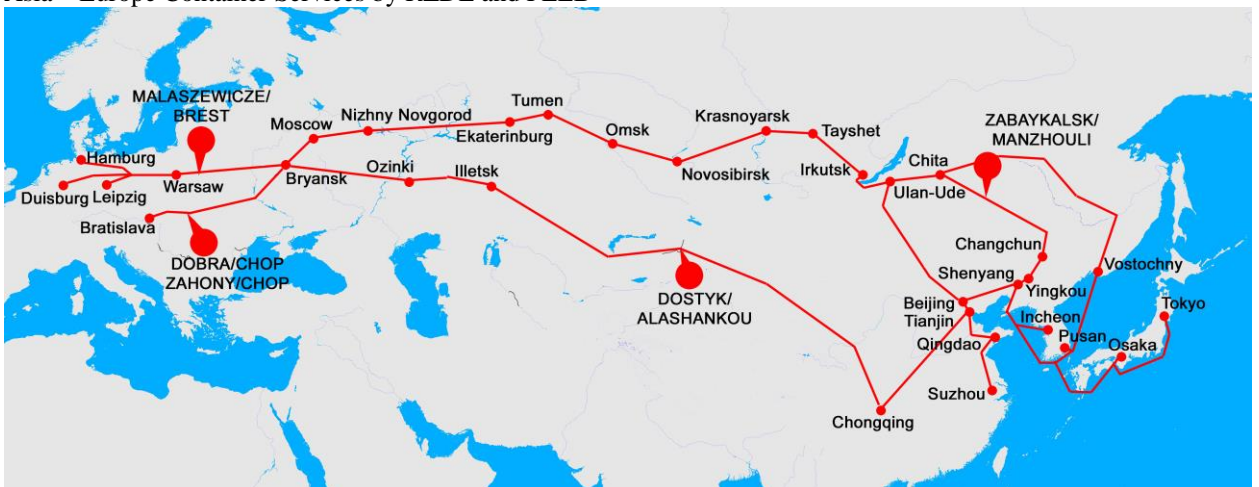 MALASZEWICZE/
BREST
Hamburg
Duisburg
Leipzig
Warsaw
Bratislava
DOBRA/CHOP
ZAHONY/CHOP
Moscow
Nizhny Novgorod
Bryansk
Ozinki
Illetsk
Ekaterinburg
Tumen
Omsk
Novosibirsk
Krasnoyarsk
Tayshet
Irkutsk
Ulan-Ude
Chita
ZABAYKALSK/
MANZHOULI
DOSTYK/
ALASHANKOU
Changchun
Shenyang
Yingkou
Vostochny
Beijing
Tianjin
Incheon
Pusan
Tokyo
Osaka
Qingdao
Suzhou
Chongqing